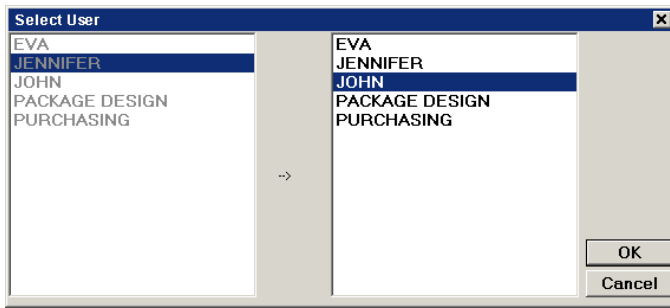 Select User
EVA
JENNIFER
JOHN
PACKAGE DESIGN
PURCHASING
-->
EVA
JENNIFER
JOHN
PACKAGE DESIGN
PURCHASING
OK
Cancel